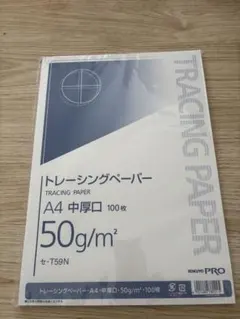 TRACING PAPER
トレーシングペーパー
TRACING PAPER
A4 中厚口 100枚
50g/m²
セ-T59N
KOKUYO PRO
トレーシングペーパー・A4・中厚口・50g/m²・100枚